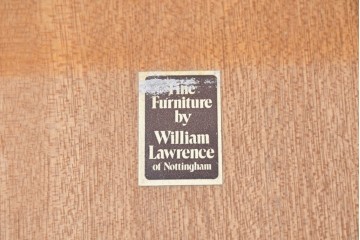 Fine
Furniture
by
William
Lawrence
of Nottingham